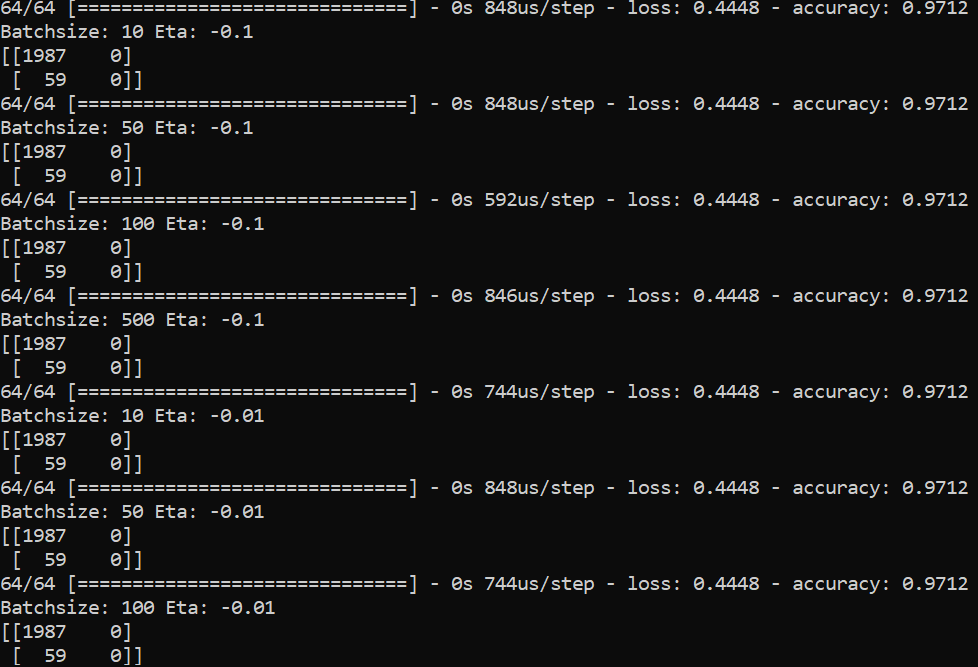 64/64 [==============================] - 0s 848us/step - loss: 0.4448 - accuracy: 0.9712
Batchsize: 10 Eta: -0.1
[[1987    0]
 [  59    0]]
64/64 [==============================] - 0s 848us/step - loss: 0.4448 - accuracy: 0.9712
Batchsize: 50 Eta: -0.1
[[1987    0]
 [  59    0]]
64/64 [==============================] - 0s 592us/step - loss: 0.4448 - accuracy: 0.9712
Batchsize: 100 Eta: -0.1
[[1987    0]
 [  59    0]]
64/64 [==============================] - 0s 846us/step - loss: 0.4448 - accuracy: 0.9712
Batchsize: 500 Eta: -0.1
[[1987    0]
 [  59    0]]
64/64 [==============================] - 0s 744us/step - loss: 0.4448 - accuracy: 0.9712
Batchsize: 10 Eta: -0.01
[[1987    0]
 [  59    0]]
64/64 [==============================] - 0s 848us/step - loss: 0.4448 - accuracy: 0.9712
Batchsize: 50 Eta: -0.01
[[1987    0]
 [  59    0]]
64/64 [==============================] - 0s 744us/step - loss: 0.4448 - accuracy: 0.9712
Batchsize: 100 Eta: -0.01
[[1987    0]
 [  59    0]]